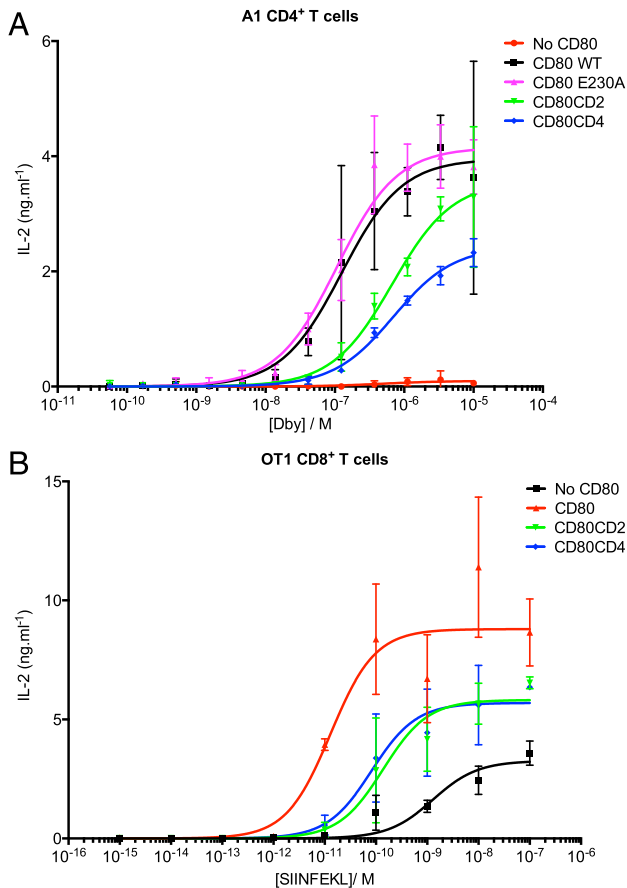 A
A1 CD4⁺ T cells
6
4
2
0
IL-2 (ng.ml⁻¹)
No CD80
CD80 WT
CD80 E230A
CD80CD2
CD80CD4
10⁻¹¹ 10⁻¹⁰ 10⁻⁹ 10⁻⁸ 10⁻⁷ 10⁻⁶ 10⁻⁵ 10⁻⁴
[Dby] / M
B
OT1 CD8⁺ T cells
15
10
5
0
IL-2 (ng.ml⁻¹)
No CD80
CD80
CD80CD2
CD80CD4
10⁻¹⁶ 10⁻¹⁵ 10⁻¹⁴ 10⁻¹³ 10⁻¹² 10⁻¹¹ 10⁻¹⁰ 10⁻⁹ 10⁻⁸ 10⁻⁷ 10⁻⁶
[SIINFEKL]/ M